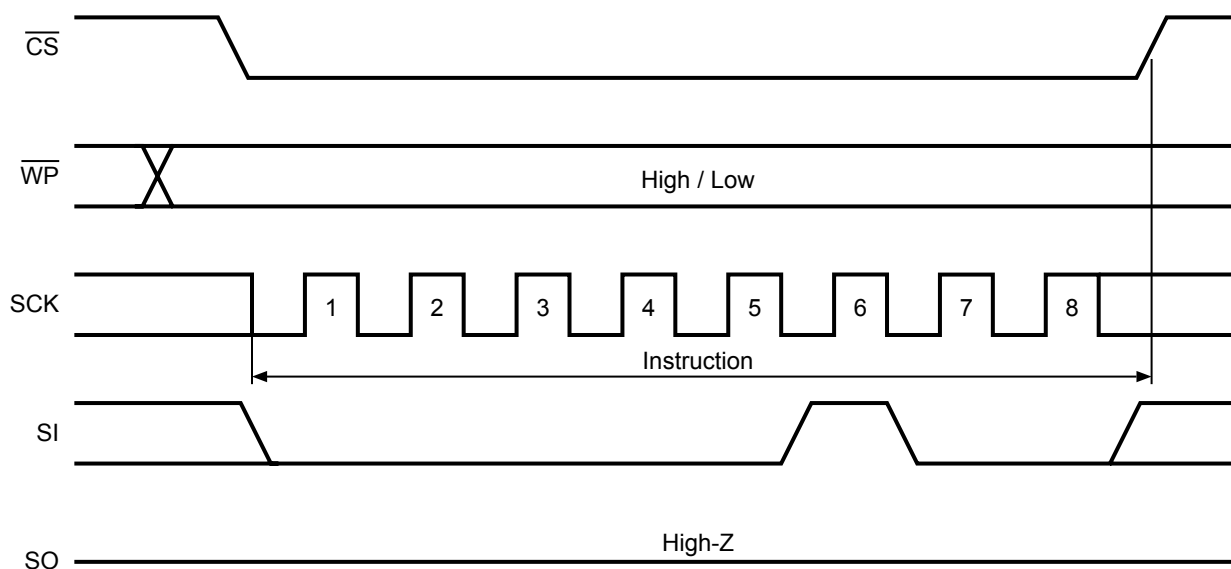 CS
WP
High / Low
SCK
1 2 3 4 5 6 7 8
Instruction
SI
High-Z
SO